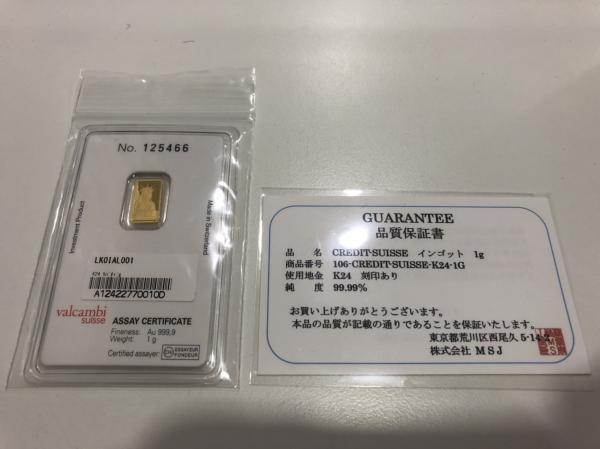 No. 125466
Investment Product
Made in Switzerland
LK01AL001
A12422770010D
valcambi
suisse
ASSAY CERTIFICATE
Fineness: Au 999,9
Weight: 1 g
Certified assayer:
ESSAYEUR
FONDEUR
GUARANTEE
品質保証書
品 名 CREDIT-SUISSE インゴット 1g
商品番号 106-CREDIT-SUISSE-K24-1G
使用地金 K24 刻印あり
純 度 99.99%
お買い上げありがとうございます。
本品の品質が記載の通りであることを保証いたします。
東京都荒川区西尾久 5-14-
株式会社 MSJ